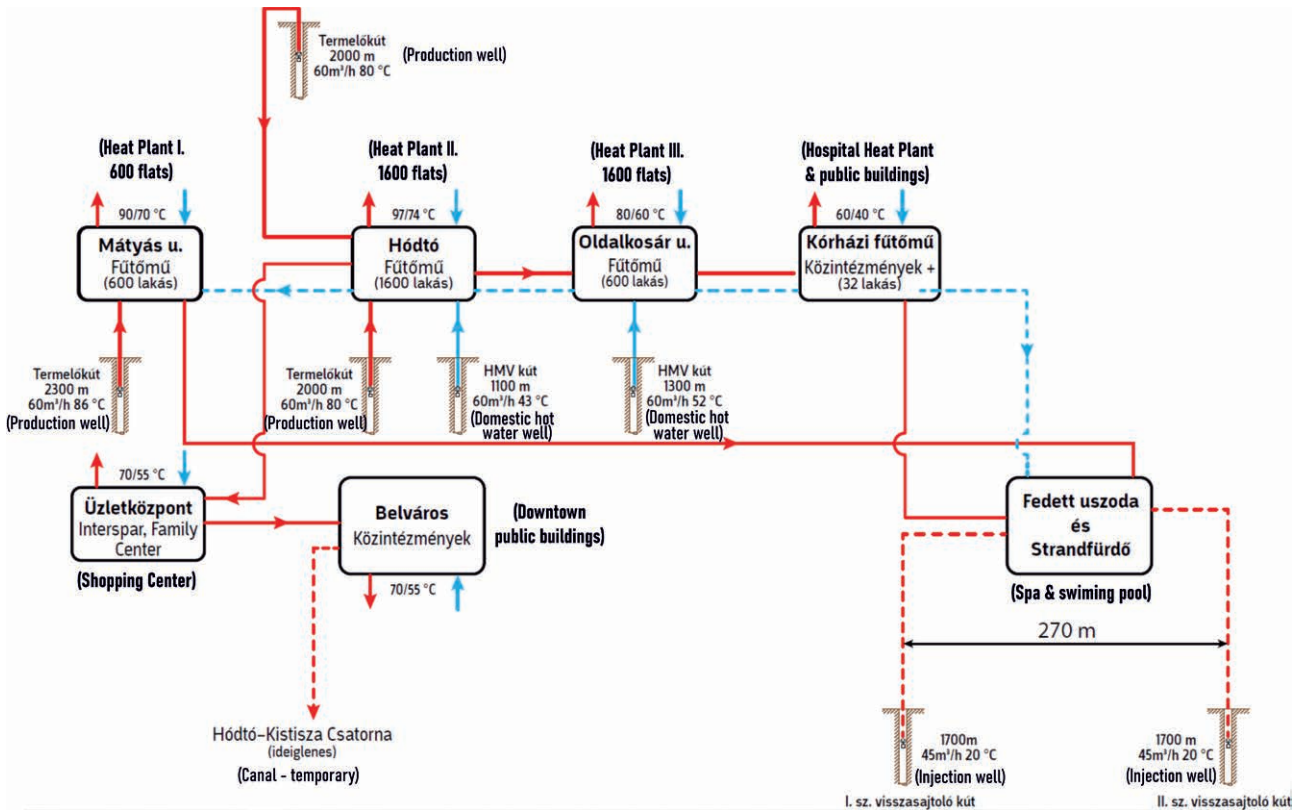 Termelőkút
2000 m
60m³/h 80 °C
(Production well)
(Heat Plant I.
600 flats)
(Heat Plant II.
1600 flats)
(Heat Plant III.
1600 flats)
(Hospital Heat Plant
& public buildings)
90/70 °C
97/74 °C
80/60 °C
60/40 °C
Mátyás u.
Fűtőmű
(600 lakás)
Hódtó
Fűtőmű
(1600 lakás)
Oldalkosár u.
Fűtőmű
(600 lakás)
Kórházi fűtőmű
Közintézmények +
(32 lakás)
Termelőkút
2300 m
60m³/h 86 °C
(Production well)
Termelőkút
2000 m
60m³/h 80 °C
(Production well)
HMV kút
1100 m
60m³/h 43 °C
(Domestic hot
water well)
HMV kút
1300 m
60m³/h 52 °C
(Domestic hot
water well)
70/55 °C
Üzletközpont
Interspar, Family
Center
(Shopping Center)
Belváros
Közintézmények
(Downtown
public buildings)
70/55 °C
Fedett uszoda
és
Strandfürdő
(Spa & swiming pool)
270 m
Hódtó–Kistisza Csatorna
(ideiglenes)
(Canal - temporary)
1700m
45m³/h 20 °C
(Injection well)
I. sz. visszasajtoló kút
1700 m
45m³/h 20 °C
(Injection well)
II. sz. visszasajtoló kút